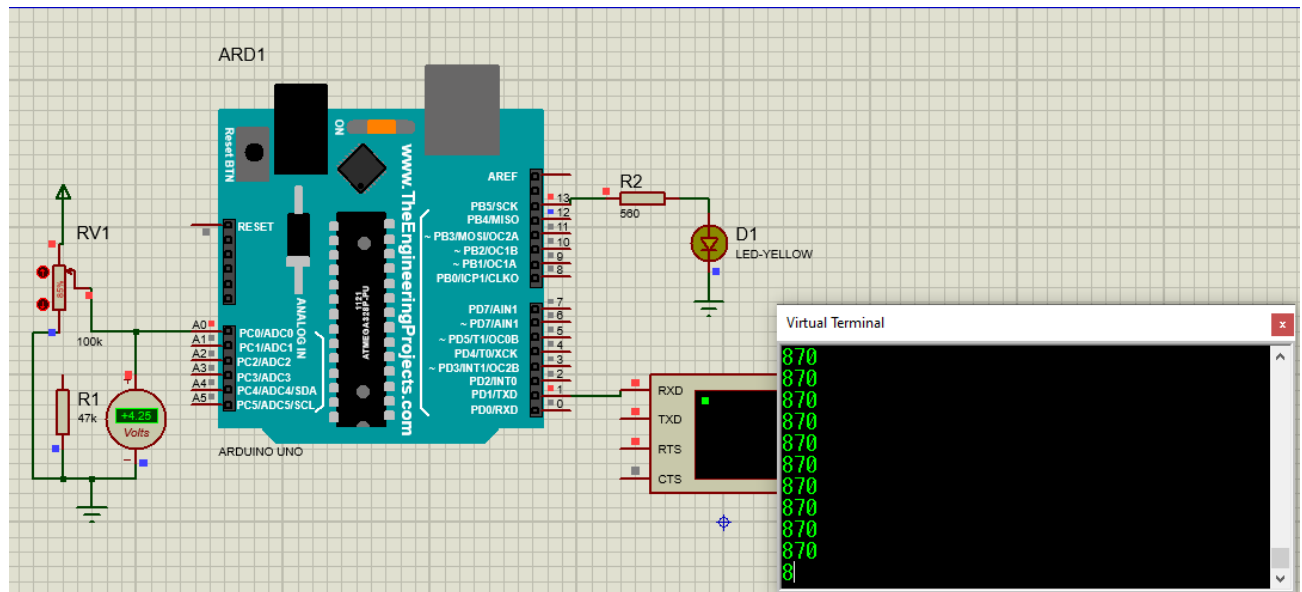 ARD1
Reset BTN
ON
www.TheEngineeringProjects.com
RESET
ANALOG IN
1121
ATMEGA328P-PU
AREF
PB5/SCK 13
PB4/MISO 12
~ PB3/MOSI/OC2A 11
~ PB2/OC1B 10
~ PB1/OC1A 9
PB0/ICP1/CLKO 8
PD7/AIN1 7
~ PD7/AIN1 6
~ PD5/T1/OC0B 5
PD4/T0/XCK 4
~ PD3/INT1/OC2B 3
PD2/INT0 2
PD1/TXD 1
PD0/RXD 0
A0 PC0/ADC0
A1 PC1/ADC1
A2 PC2/ADC2
A3 PC3/ADC3
A4 PC4/ADC4/SDA
A5 PC5/ADC5/SCL
ARDUINO UNO
RV1
85%
100k
R1
47k
+4.25
Volts
R2
560
D1
LED-YELLOW
RXD
TXD
RTS
CTS
Virtual Terminal
x
870
870
870
870
870
870
870
870
870
870
8